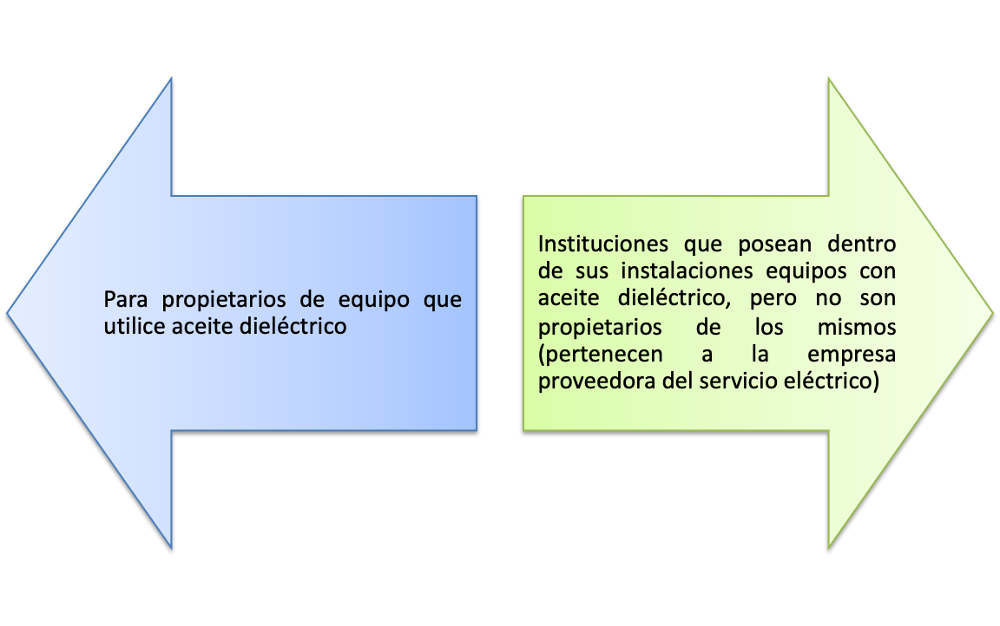 Para propietarios de equipo que
utilice aceite dieléctrico
Instituciones que posean dentro
de sus instalaciones equipos con
aceite dieléctrico, pero no son
propietarios de los mismos
(pertenecen a la empresa
proveedora del servicio eléctrico)